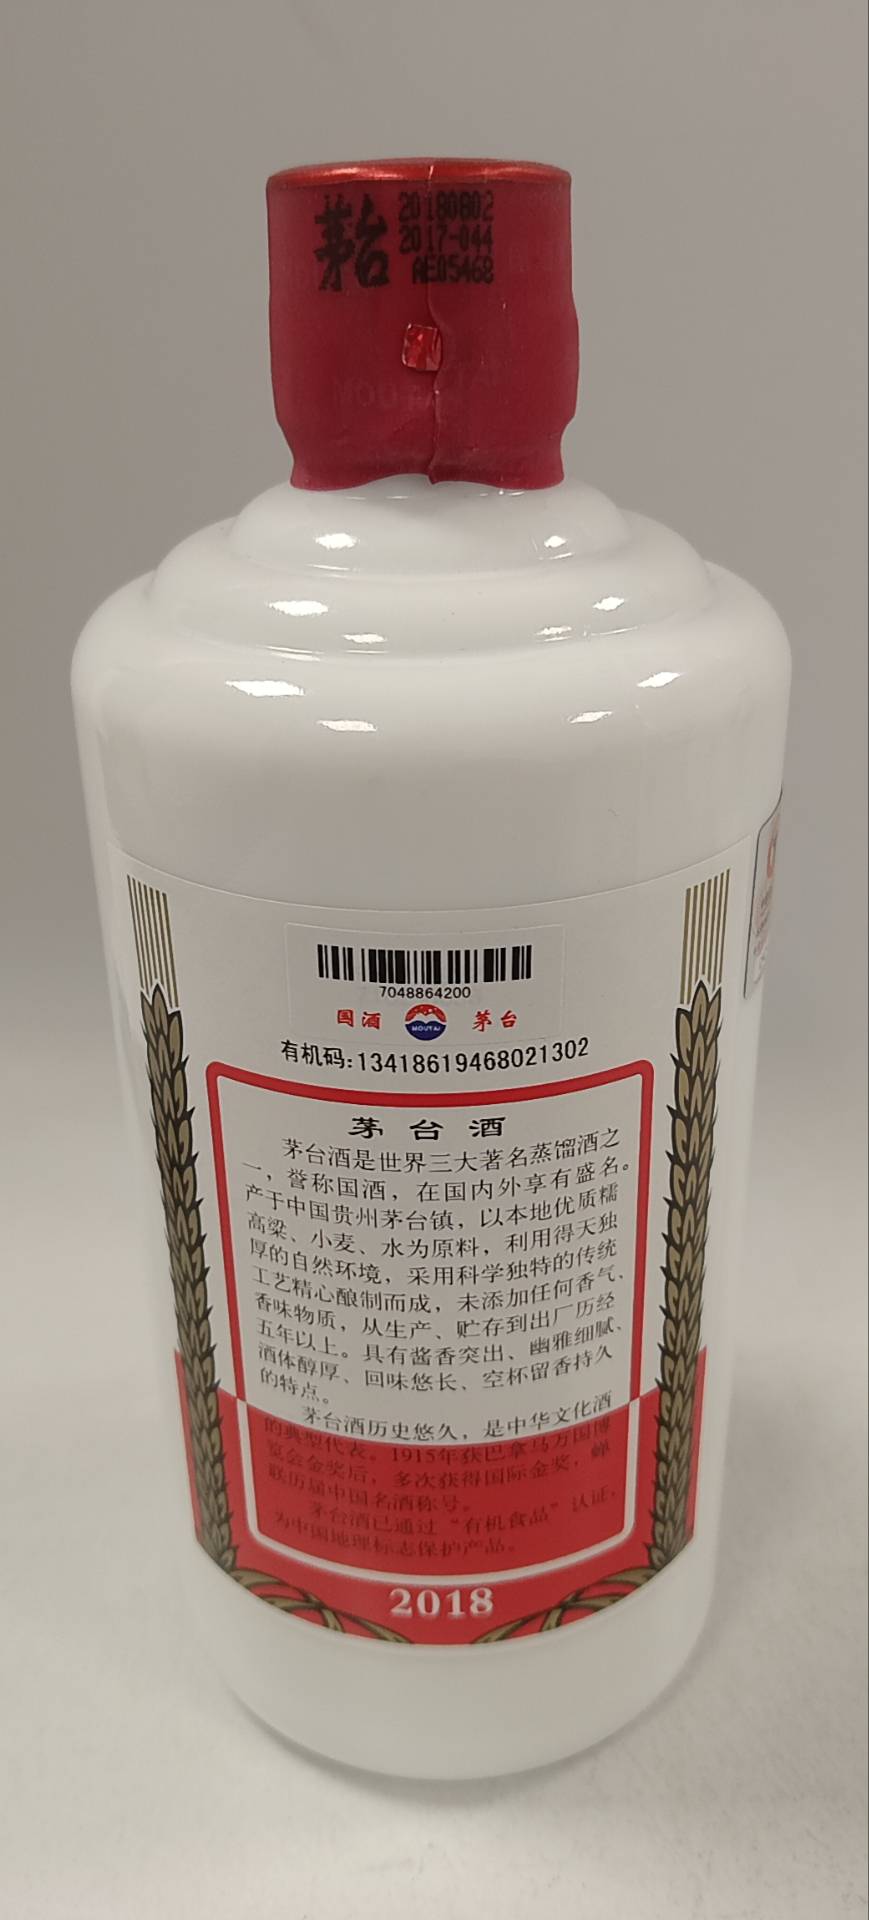 茅台
20180802
2017-044
AE05468
7048864200
国酒
MOUTAI
茅台
有机码:13418619468021302
茅台酒
茅台酒是世界三大著名蒸馏酒之
一，誉称国酒，在国内外享有盛名。
产于中国贵州茅台镇，以本地优质糯
高粱、小麦、水为原料，利用得天独
厚的自然环境，采用科学独特的传统
工艺精心酿制而成，未添加任何香气、
香味物质，从生产、贮存到出厂历经
五年以上。具有酱香突出、幽雅细腻、
酒体醇厚、回味悠长、空杯留香持久
的特点。
茅台酒历史悠久，是中华文化酒
的典型代表。1915年获巴拿马万国博
览会金奖后，多次获得国际金奖，蝉
联历届中国名酒称号。
茅台酒已通过“有机食品”认证，
为中国地理标志保护产品。
2018